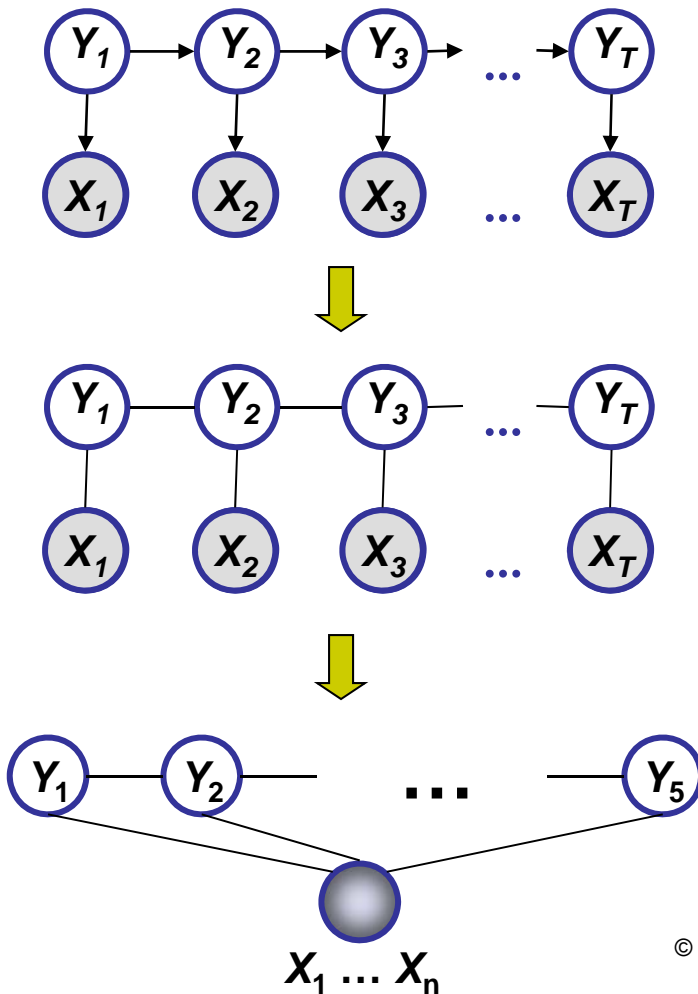 Y1 Y2 Y3 ... YT
X1 X2 X3 ... XT
Y1 Y2 Y3 ... YT
X1 X2 X3 ... XT
Y1 Y2 ... Y5
X1 ... Xn
©